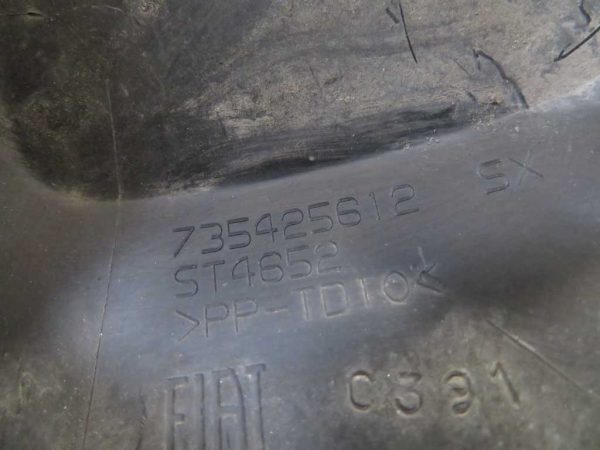 735425612 SX
ST4652
>PP-TD10<
FIAT C391